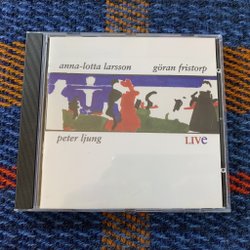 anna-lotta larsson göran fristorp
peter ljung LIVe